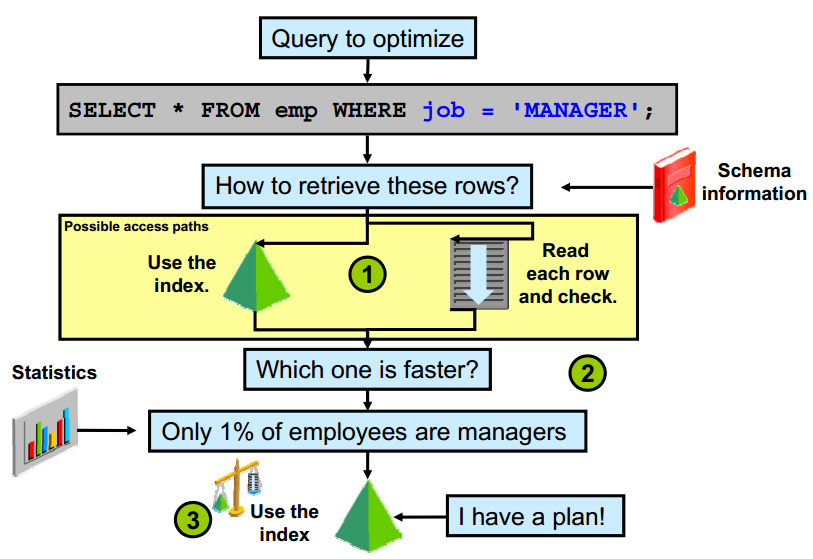 Query to optimize
SELECT * FROM emp WHERE job = 'MANAGER';
How to retrieve these rows?
Schema
information
Possible access paths
Use the
index.
1
Read
each row
and check.
Which one is faster?
2
Statistics
Only 1% of employees are managers
3
Use the
index
I have a plan!